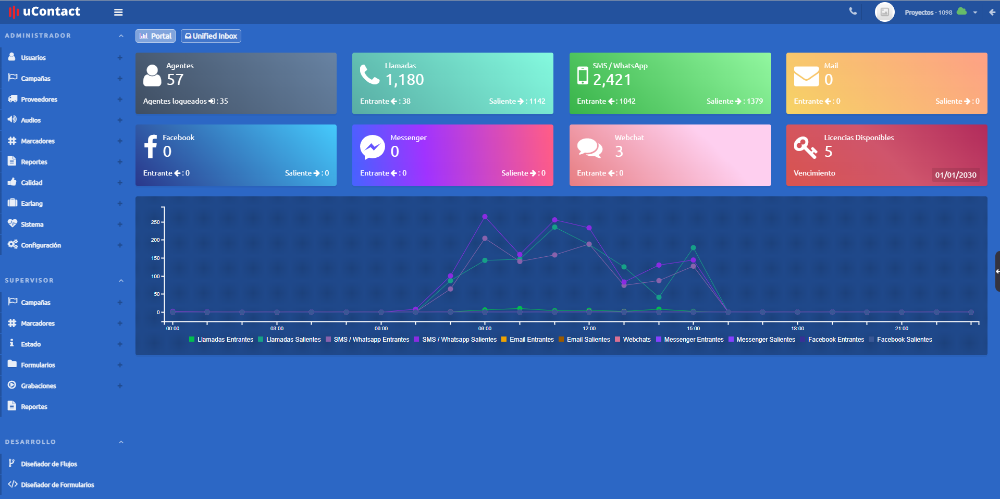 uContact
Proyectos - 1098
ADMINISTRADOR
Usuarios
Campañas
Proveedores
Audios
Marcadores
Reportes
Calidad
Earlang
Sistema
Configuración
SUPERVISOR
Campañas
Marcadores
Estado
Formularios
Grabaciones
Reportes
DESARROLLO
Diseñador de Flujos
Diseñador de Formularios
Portal
Unified Inbox
Agentes
57
Agentes logueados : 35
Llamadas
1,180
Entrante : 38
Saliente : 1142
SMS / WhatsApp
2,421
Entrante : 1042
Saliente : 1379
Mail
0
Entrante : 0
Saliente : 0
Facebook
0
Entrante : 0
Saliente : 0
Messenger
0
Entrante : 0
Saliente : 0
Webchat
3
Entrante : 0
Licencias Disponibles
5
Vencimiento
01/01/2030
250
200
150
100
50
0
00:00 03:00 06:00 09:00 12:00 15:00 18:00 21:00
Llamadas Entrantes Llamadas Salientes SMS / Whatsapp Entrantes SMS / Whatsapp Salientes Email Entrantes Email Salientes Webchats Messenger Entrantes Messenger Salientes Facebook Entrantes Facebook Salientes